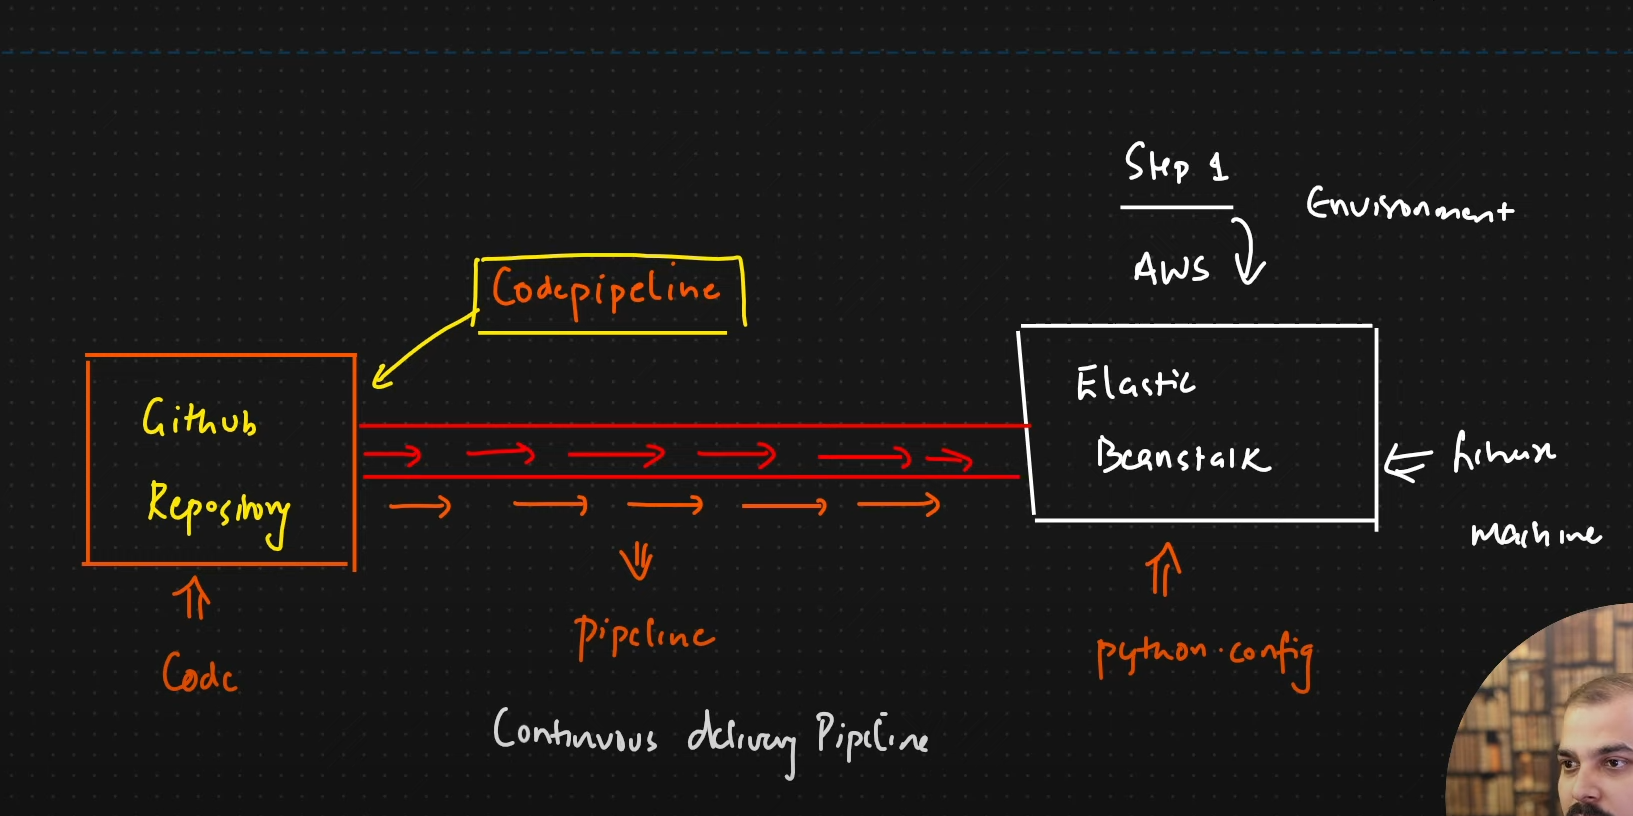 Step 1
Environment
AWS
Codepipeline
Github
Repository
Elastic
Beanstalk
Linux
machine
Code
Pipeline
python.config
Continuous delivery Pipeline